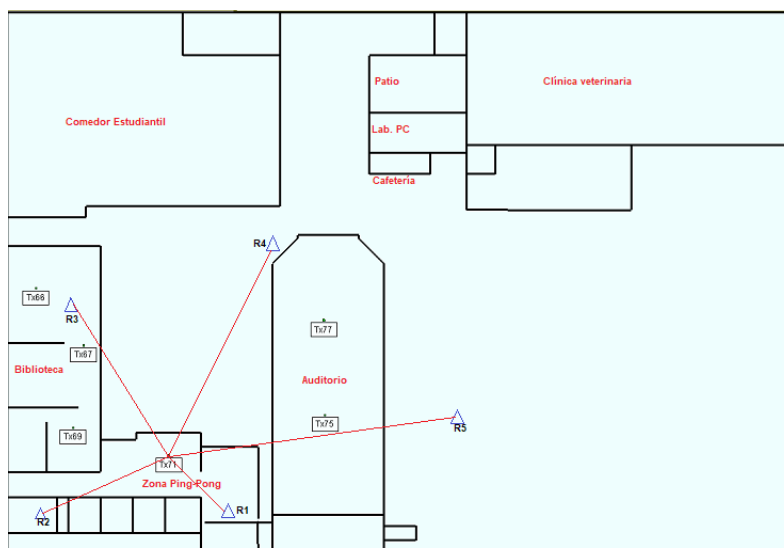 Patio
Clínica veterinaria
Comedor Estudiantil
Lab. PC
Cafetería
R4
Tx66
R3
Tx77
Tx67
Biblioteca
Auditorio
Tx75
R5
Tx69
Tx71
Zona Ping-Pong
R2
R1